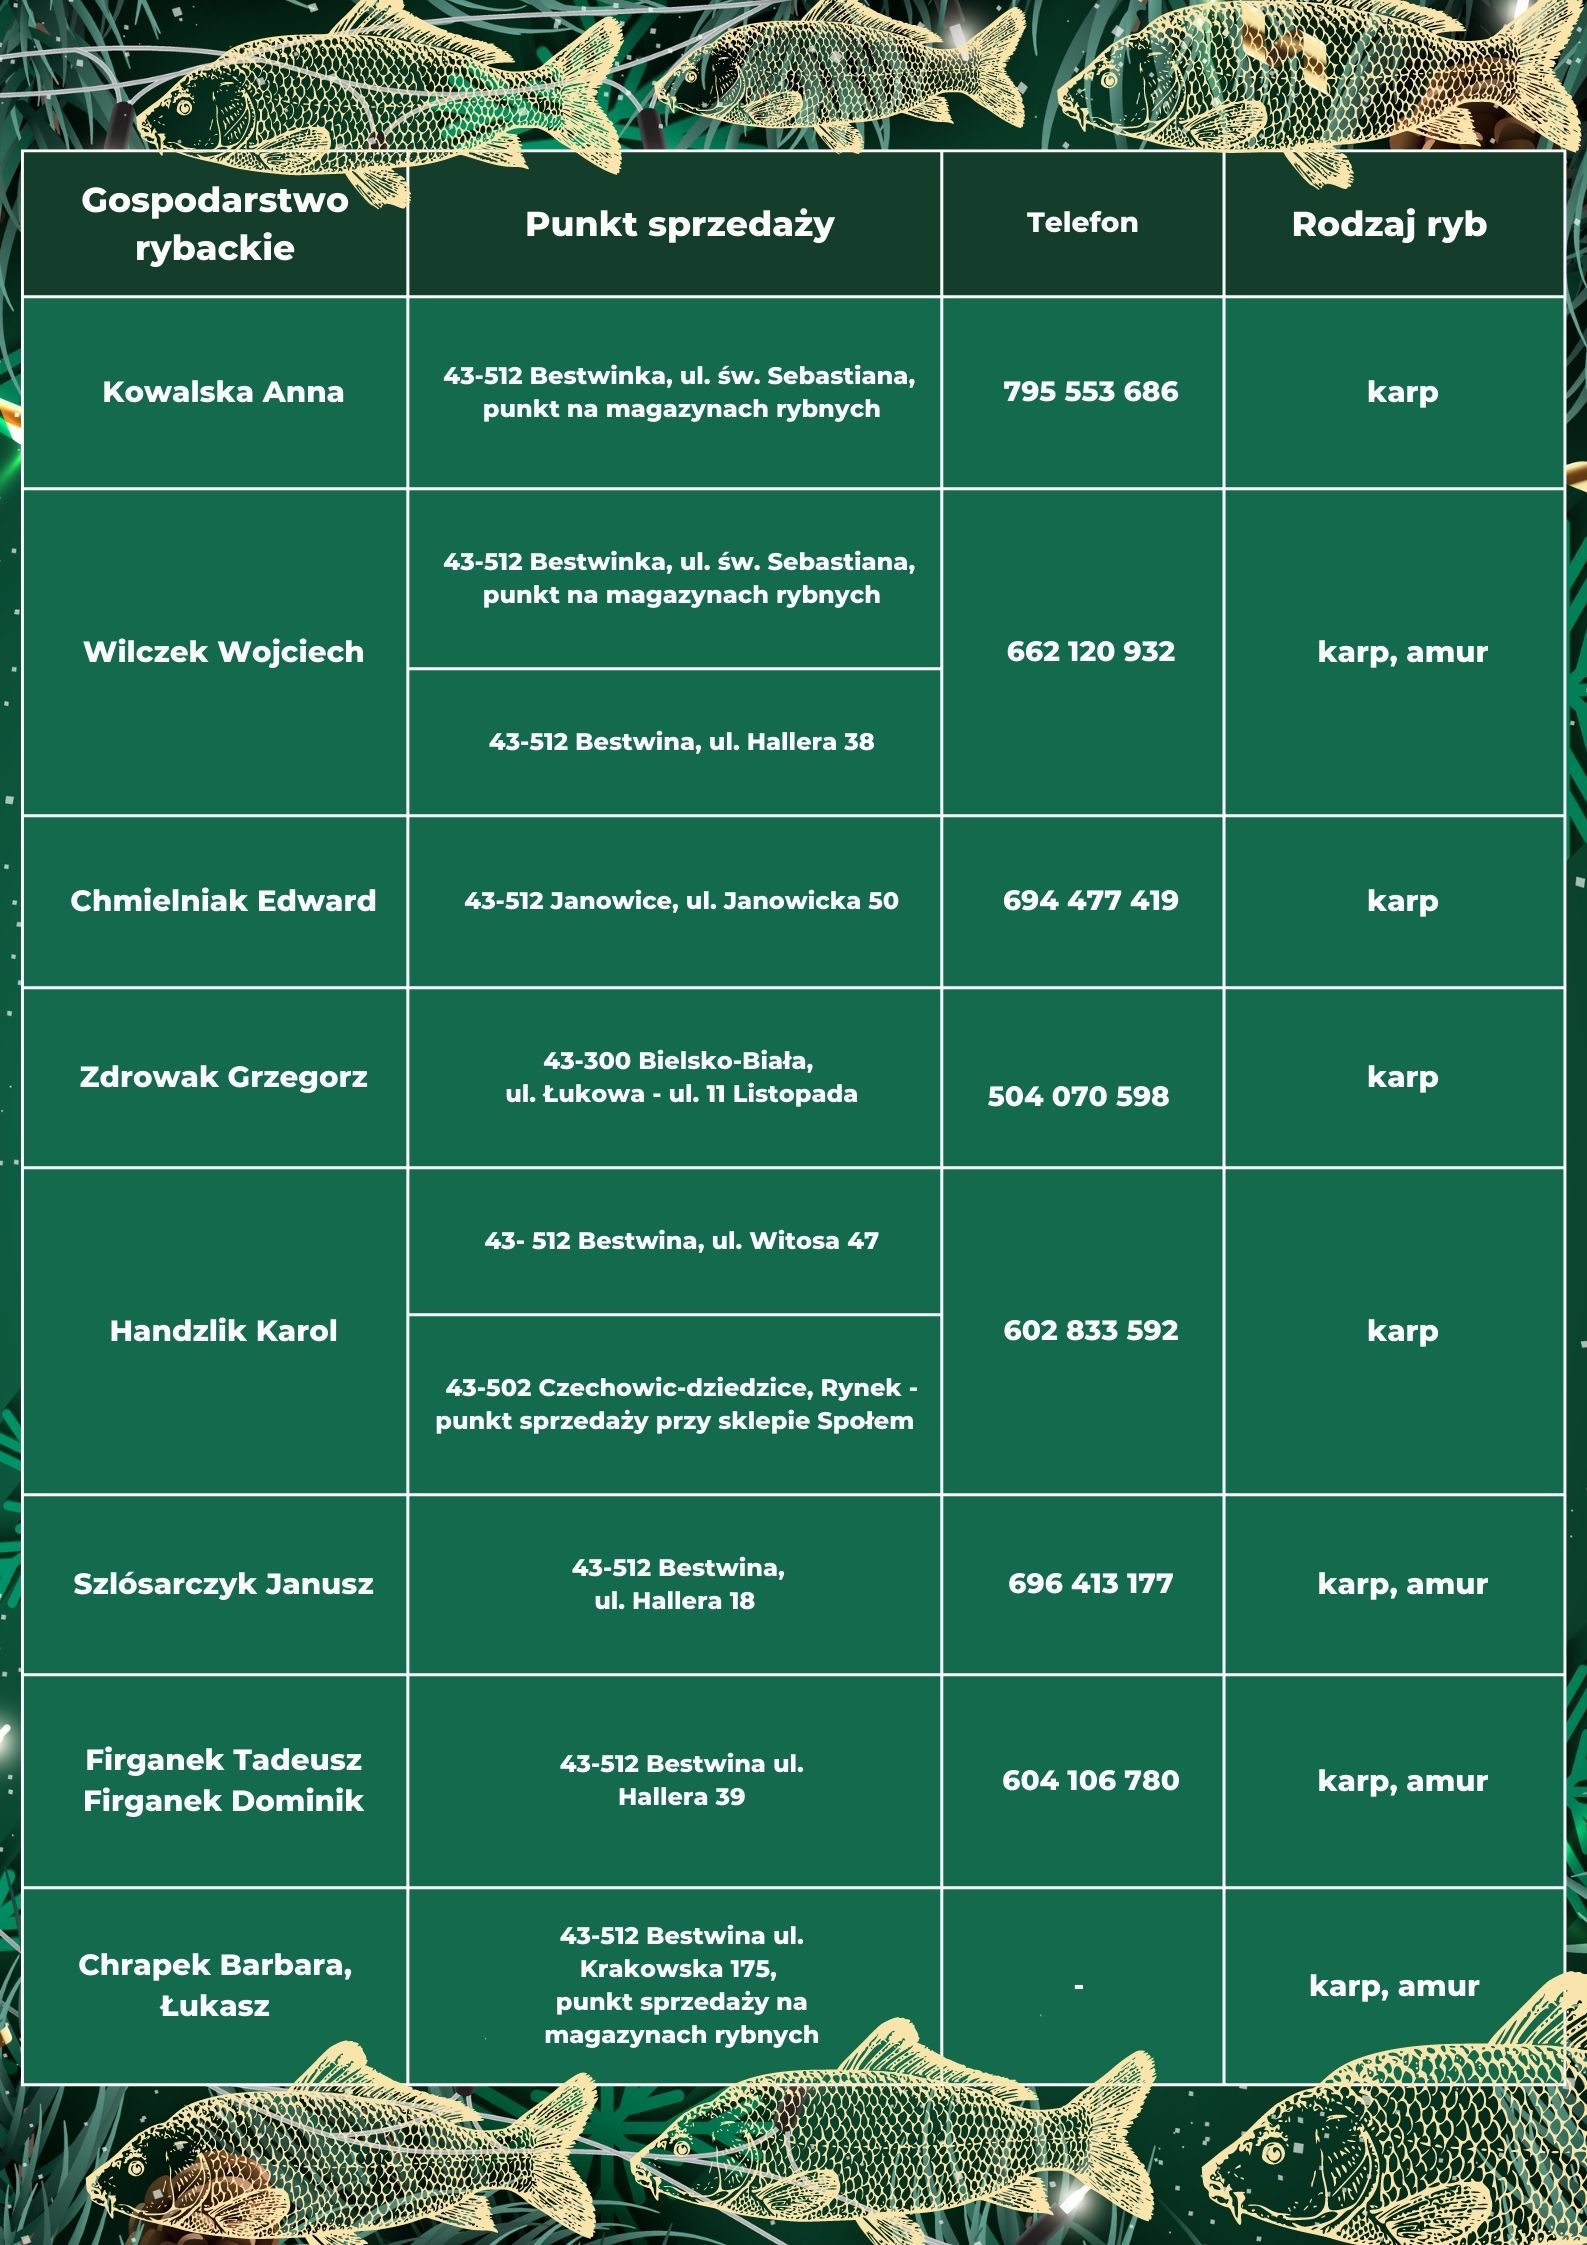 Gospodarstwo
rybackie
Punkt sprzedaży
Telefon
Rodzaj ryb
Kowalska Anna
43-512 Bestwinka, ul. św. Sebastiana,
punkt na magazynach rybnych
795 553 686
karp
Wilczek Wojciech
43-512 Bestwinka, ul. św. Sebastiana,
punkt na magazynach rybnych
43-512 Bestwina, ul. Hallera 38
662 120 932
karp, amur
Chmielniak Edward
43-512 Janowice, ul. Janowicka 50
694 477 419
karp
Zdrowak Grzegorz
43-300 Bielsko-Biała,
ul. Łukowa - ul. 11 Listopada
504 070 598
karp
Handzlik Karol
43- 512 Bestwina, ul. Witosa 47
43-502 Czechowic-dziedzice, Rynek -
punkt sprzedaży przy sklepie Społem
602 833 592
karp
Szlósarczyk Janusz
43-512 Bestwina,
ul. Hallera 18
696 413 177
karp, amur
Firganek Tadeusz
Firganek Dominik
43-512 Bestwina ul.
Hallera 39
604 106 780
karp, amur
Chrapek Barbara,
Łukasz
43-512 Bestwina ul.
Krakowska 175,
punkt sprzedaży na
magazynach rybnych
-
karp, amur